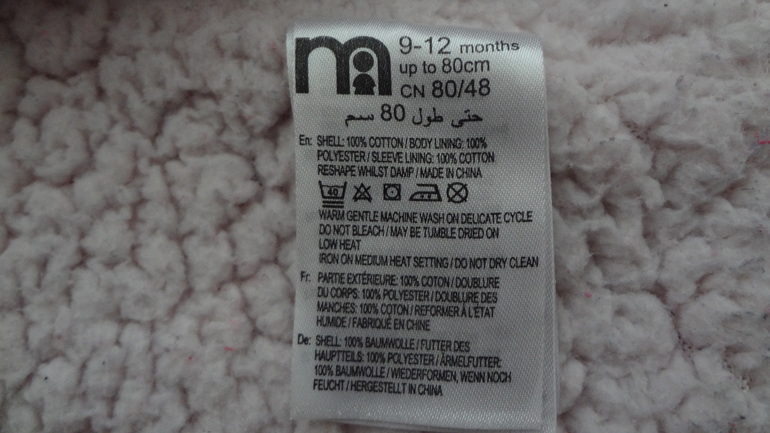 m
9-12 months
up to 80cm
CN 80/48
حتى طول 80 سم
En: SHELL: 100% COTTON / BODY LINING: 100%
POLYESTER / SLEEVE LINING: 100% COTTON
RESHAPE WHILST DAMP / MADE IN CHINA
40
WARM GENTLE MACHINE WASH ON DELICATE CYCLE
DO NOT BLEACH / MAY BE TUMBLE DRIED ON
LOW HEAT
IRON ON MEDIUM HEAT SETTING / DO NOT DRY CLEAN
Fr: PARTIE EXTÉRIEURE: 100% COTON / DOUBLURE
DU CORPS: 100% POLYESTER / DOUBLURE DES
MANCHES: 100% COTON / REFORMER À L'ÉTAT
HUMIDE / FABRIQUÉ EN CHINE
De: SHELL: 100% BAUMWOLLE / FUTTER DES
HAUPTTEILS: 100% POLYESTER / ÄRMELFUTTER:
100% BAUMWOLLE / WIEDERFORMEN, WENN NOCH
FEUCHT / HERGESTELLT IN CHINA